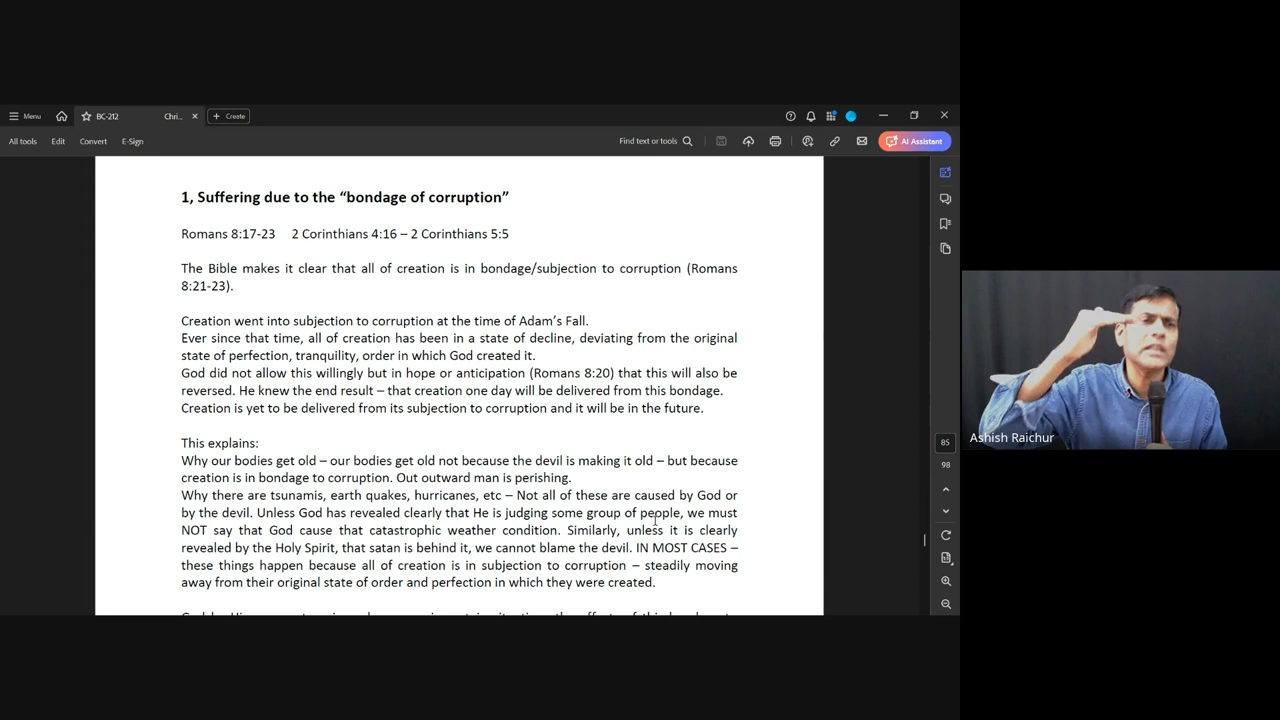 Menu
BC-212
Chri...
Create
All tools
Edit
Convert
E-Sign
Find text or tools
AI Assistant
1, Suffering due to the “bondage of corruption”
Romans 8:17-23 2 Corinthians 4:16 – 2 Corinthians 5:5
The Bible makes it clear that all of creation is in bondage/subjection to corruption (Romans
8:21-23).
Creation went into subjection to corruption at the time of Adam’s Fall.
Ever since that time, all of creation has been in a state of decline, deviating from the original
state of perfection, tranquility, order in which God created it.
God did not allow this willingly but in hope or anticipation (Romans 8:20) that this will also be
reversed. He knew the end result – that creation one day will be delivered from this bondage.
Creation is yet to be delivered from its subjection to corruption and it will be in the future.
This explains:
Why our bodies get old – our bodies get old not because the devil is making it old – but because
creation is in bondage to corruption. Out outward man is perishing.
Why there are tsunamis, earth quakes, hurricanes, etc – Not all of these are caused by God or
by the devil. Unless God has revealed clearly that He is judging some group of people, we must
NOT say that God cause that catastrophic weather condition. Similarly, unless it is clearly
revealed by the Holy Spirit, that satan is behind it, we cannot blame the devil. IN MOST CASES –
these things happen because all of creation is in subjection to corruption – steadily moving
away from their original state of order and perfection in which they were created.
85
98
Ashish Raichur